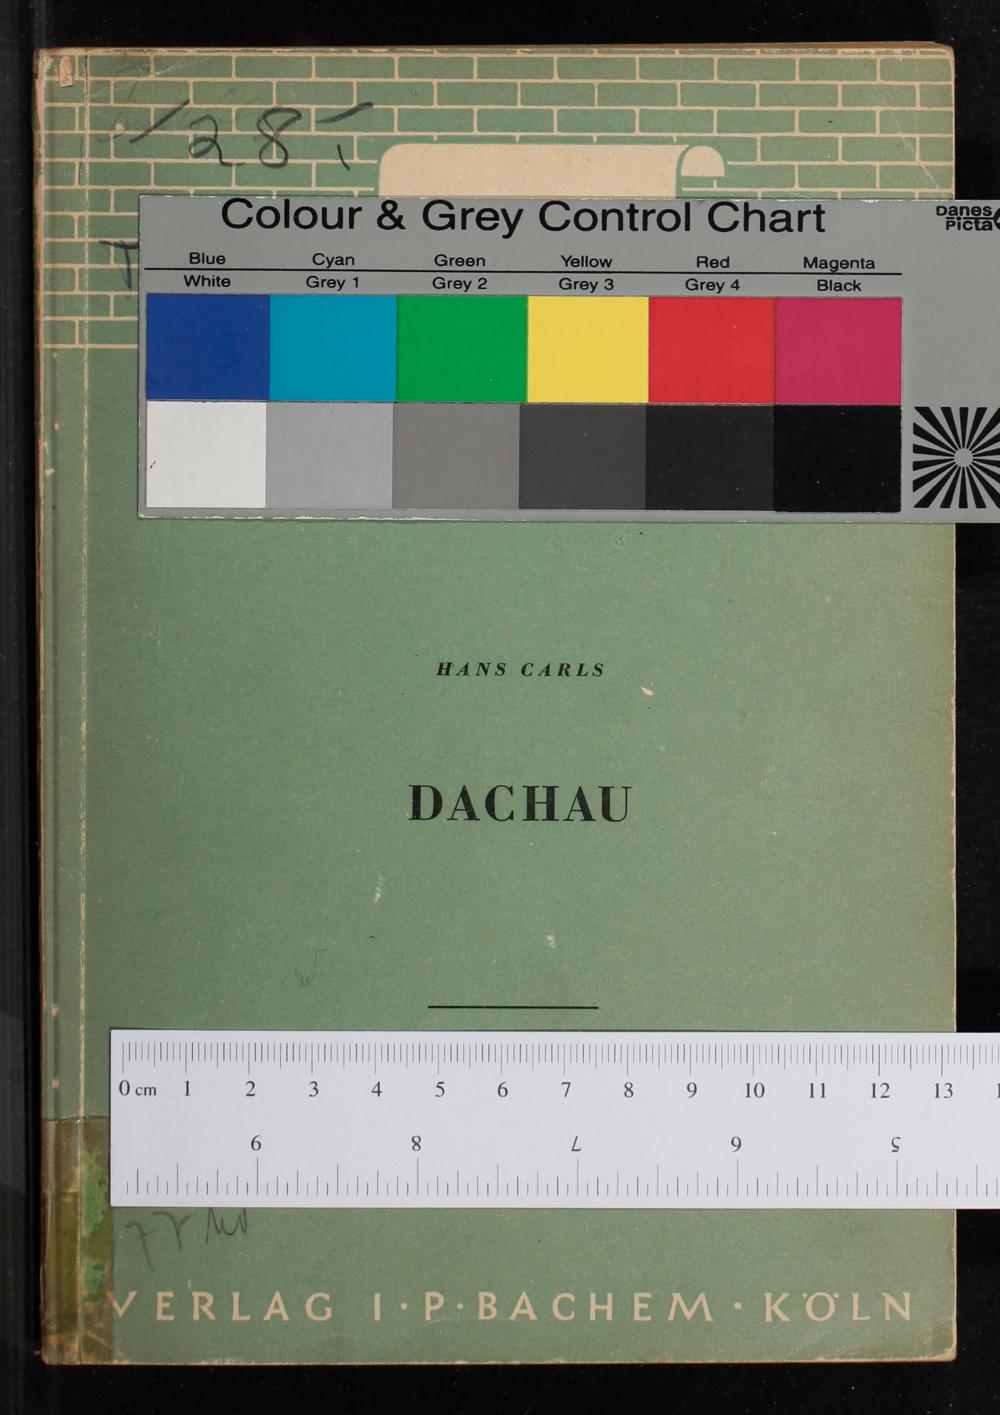 28
Colour & Grey Control Chart
Danes
Picta
Blue Cyan Green Yellow Red Magenta
White Grey 1 Grey 2 Grey 3 Grey 4 Black
HANS CARLS
DACHAU
0 cm 1 2 3 4 5 6 7 8 9 10 11 12 13
9 8 7 6 5
VERLAG I·P·BACHEM·KÖLN